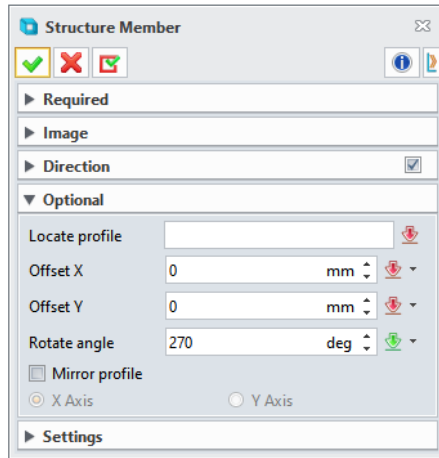 Structure Member
Required
Image
Direction
Optional
Locate profile
Offset X 0 mm
Offset Y 0 mm
Rotate angle 270 deg
Mirror profile
X Axis Y Axis
Settings